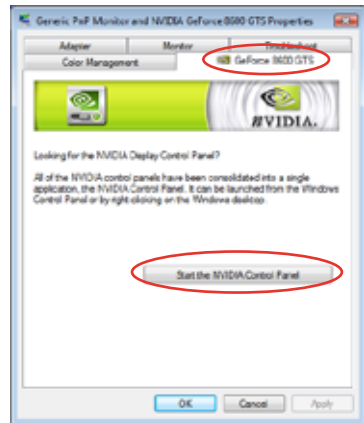 Generic PnP Monitor and NVIDIA GeForce 8600 GTS Properties
Adapter Monitor Troubleshoot
Color Management GeForce 8600 GTS
NVIDIA.
Looking for the NVIDIA Display Control Panel?
All of the NVIDIA control panels have been consolidated into a single
application, the NVIDIA Control Panel. It can be launched from the Windows
Control Panel or by right clicking on the Windows desktop.
Start the NVIDIA Control Panel
OK Cancel Apply